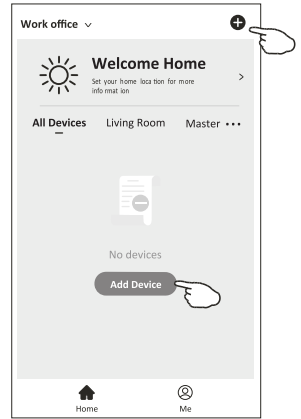 Work office
Welcome Home
Set your home loca tion for more
info rmat ion
All Devices Living Room Master
No devices
Add Device
Home Me